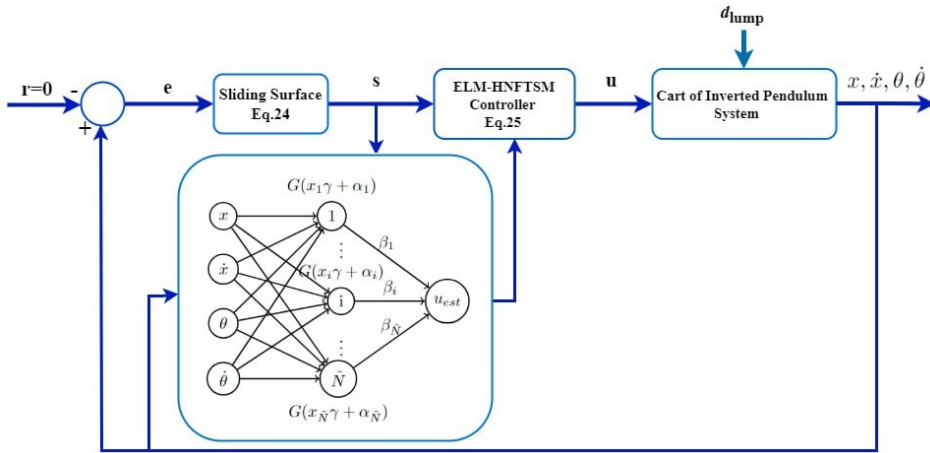 d_lump
r=0
-
+
e
Sliding Surface
Eq.24
s
ELM-HNFTSM
Controller
Eq.25
u
Cart of Inverted Pendulum
System
x, ẋ, θ, θ̇
G(x₁γ + α₁)
x
1
β₁
⋮
ẋ
G(xᵢγ + αᵢ)
i
βᵢ
u_est
θ
β_Ñ
⋮
θ̇
Ñ
G(x_Ñγ + α_Ñ)